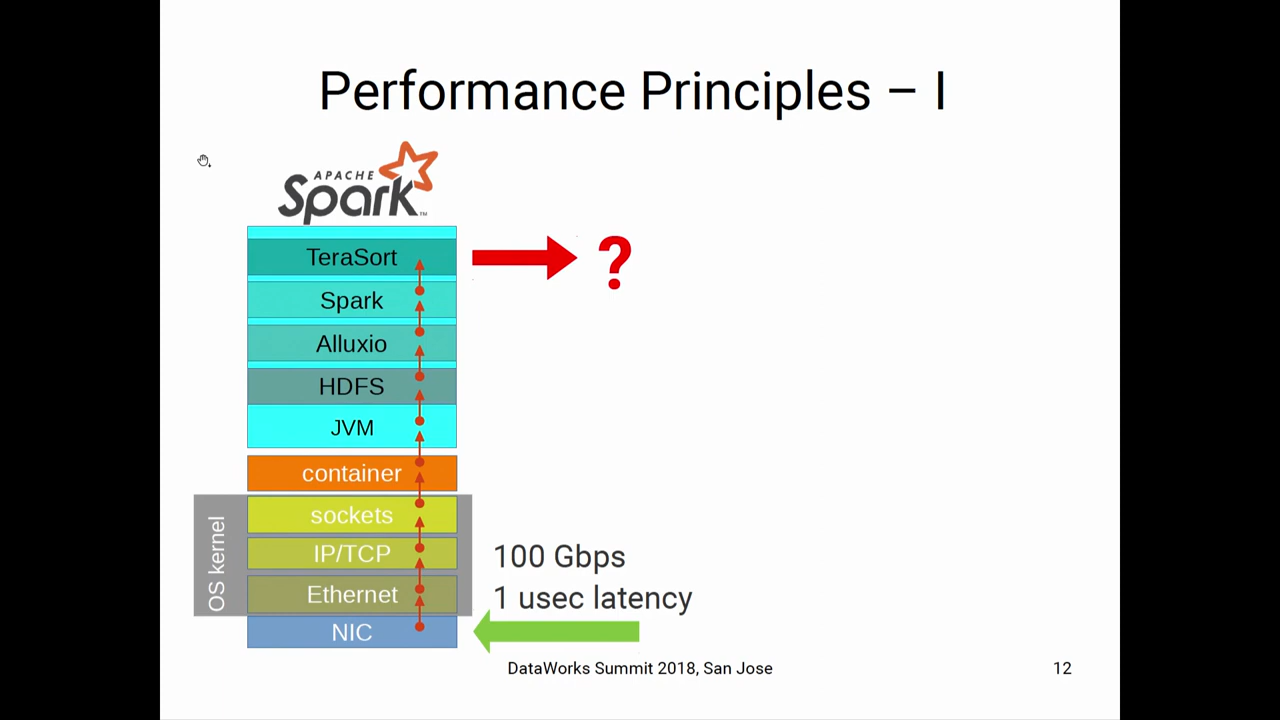 Performance Principles – I
APACHE
Spark™
TeraSort
?
Spark
Alluxio
HDFS
JVM
container
sockets
OS kernel
IP/TCP
100 Gbps
Ethernet
1 usec latency
NIC
DataWorks Summit 2018, San Jose
12